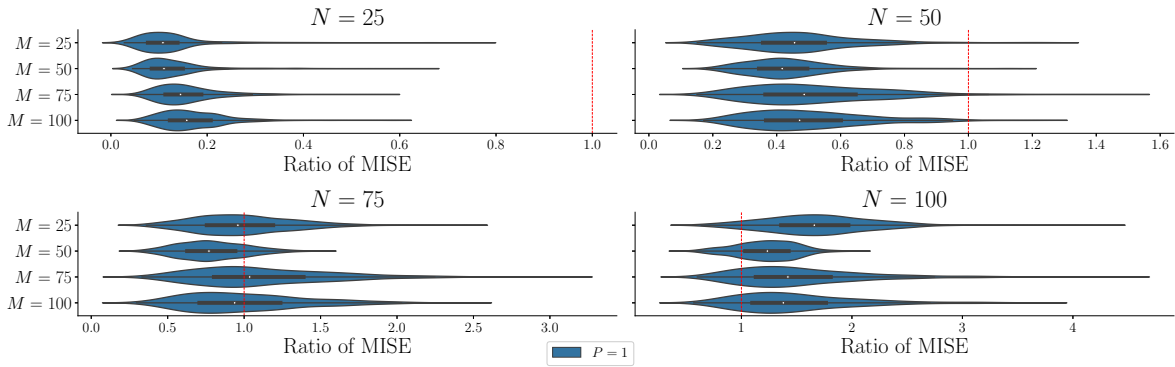 N = 25
N = 50
M = 25
M = 50
M = 75
M = 100
0.0 0.2 0.4 0.6 0.8 1.0
0.0 0.2 0.4 0.6 0.8 1.0 1.2 1.4 1.6
Ratio of MISE
Ratio of MISE
N = 75
N = 100
M = 25
M = 50
M = 75
M = 100
0.0 0.5 1.0 1.5 2.0 2.5 3.0
1 2 3 4
Ratio of MISE
Ratio of MISE
P = 1